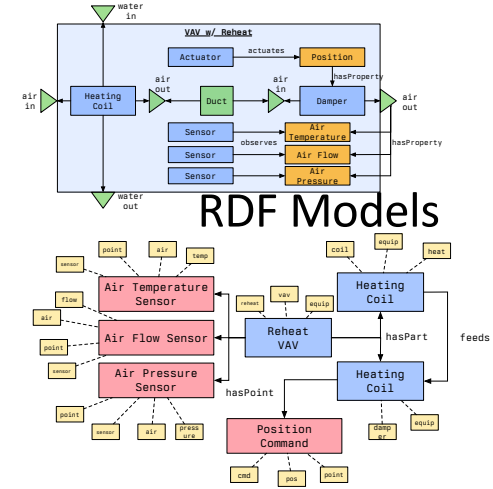 water
in
VAV w/ Reheat
Actuator
actuates
Position
hasProperty
air
in
Heating
Coil
air
out
Duct
air
in
Damper
air
out
Sensor
Air
Temperature
observes
hasProperty
Sensor
Air Flow
Sensor
Air
Pressure
water
out
RDF Models
point
air
temp
sensor
coil
equip
heat
Air Temperature
Sensor
Heating
Coil
flow
reheat
vav
equip
air
Air Flow Sensor
Reheat
VAV
hasPart
feeds
point
sensor
Air Pressure
Sensor
Heating
Coil
hasPoint
point
sensor
air
press
ure
damp
er
equip
Position
Command
cmd
pos
point